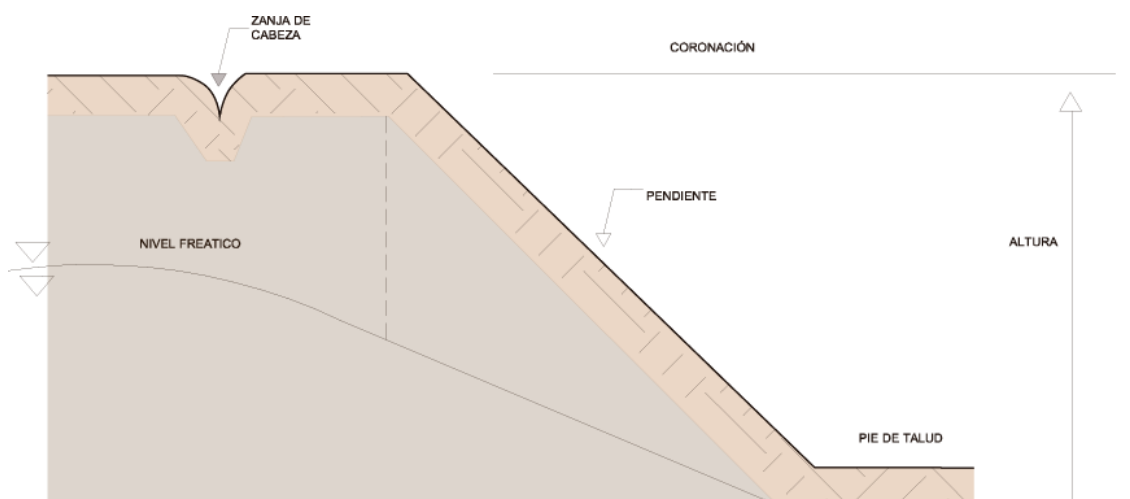 ZANJA DE
CABEZA
CORONACIÓN
PENDIENTE
NIVEL FREATICO
ALTURA
PIE DE TALUD